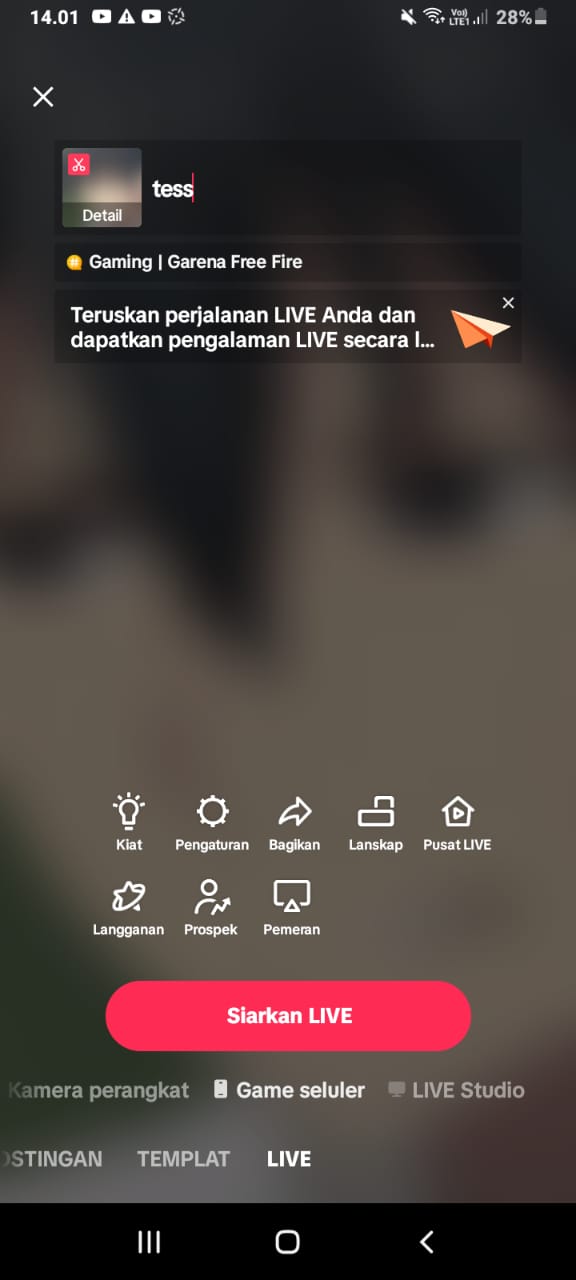 14.01
Vo)) LTE1 28%
tess
Detail
Gaming | Garena Free Fire
Teruskan perjalanan LIVE Anda dan
dapatkan pengalaman LIVE secara l...
Kiat Pengaturan Bagikan Lanskap Pusat LIVE
Langganan Prospek Pemeran
Siarkan LIVE
Kamera perangkat Game seluler LIVE Studio
OSTINGAN TEMPLAT LIVE